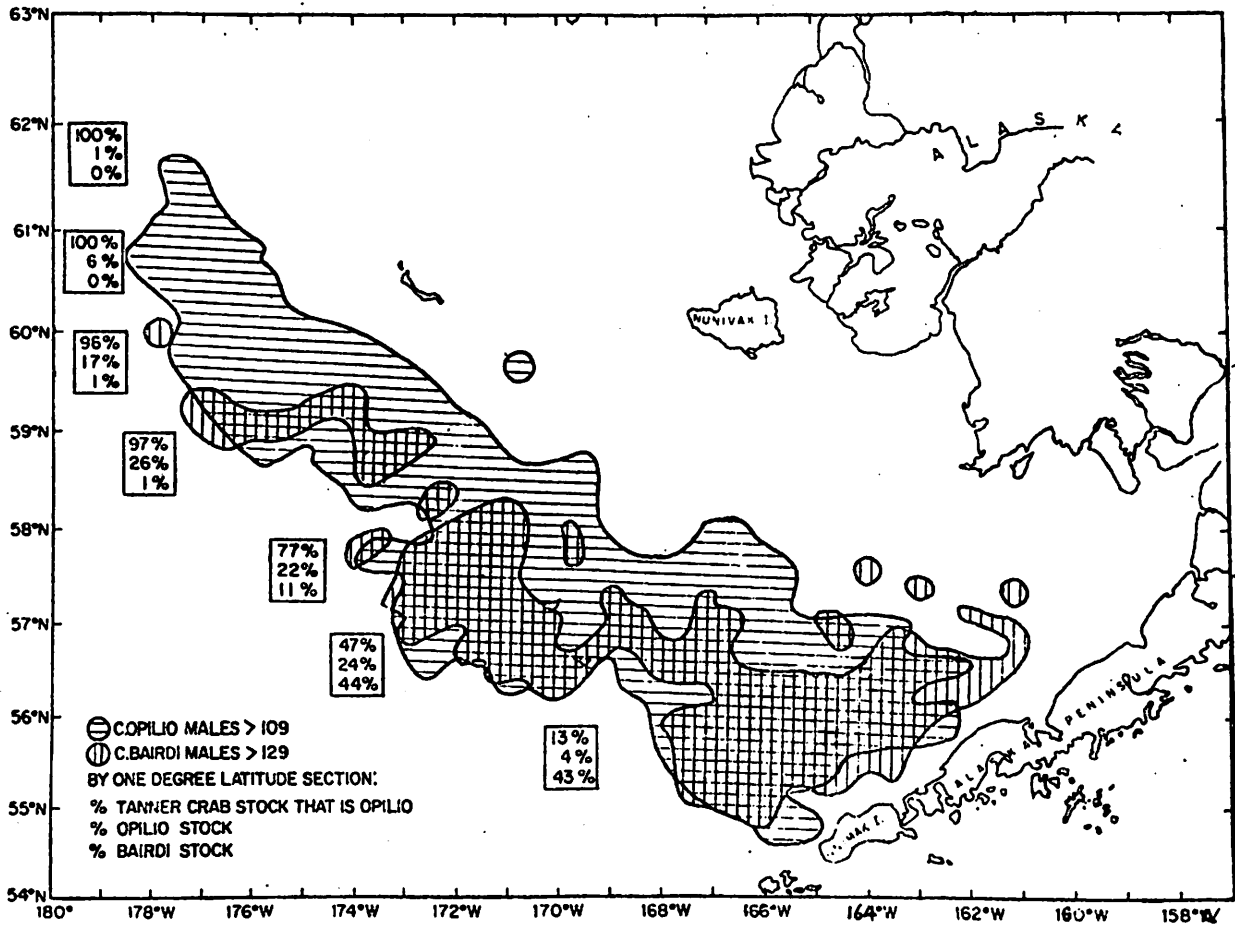 63°N
62°N
61°N
60°N
59°N
58°N
57°N
56°N
55°N
54°N
100%
1%
0%
100%
6%
0%
96%
17%
1%
97%
26%
1%
77%
22%
11%
47%
24%
44%
13%
4%
43%
ALASK
NUNIVAK I.
ALASKA PENINSULA
MAK I.
C.OPILIO MALES > 109
C.BAIRDI MALES > 129
BY ONE DEGREE LATITUDE SECTION:
% TANNER CRAB STOCK THAT IS OPILIO
% OPILIO STOCK
% BAIRDI STOCK
180° 178°W 176°W 174°W 172°W 170°W 168°W 166°W 164°W 162°W 160°W 158°W